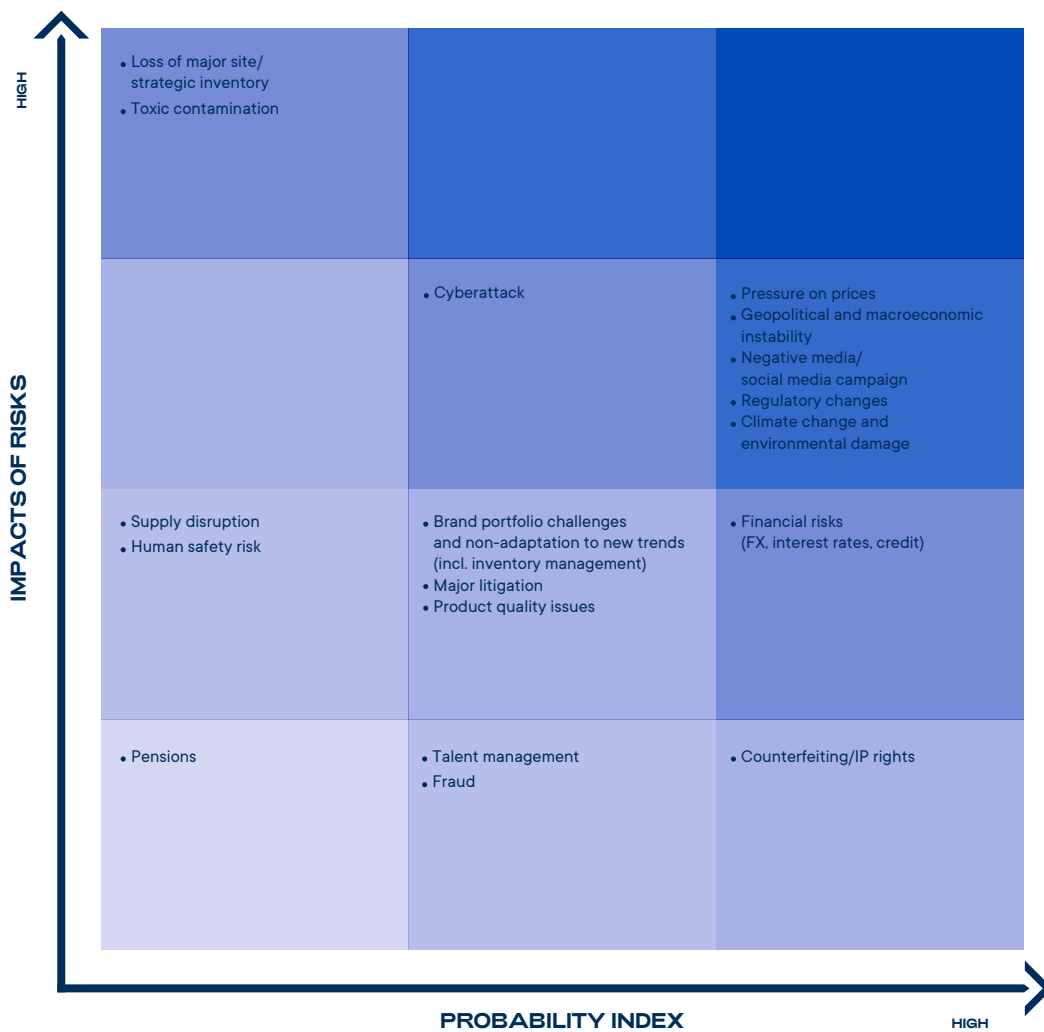 HIGH
IMPACTS OF RISKS
• Loss of major site/
strategic inventory
• Toxic contamination
• Cyberattack
• Pressure on prices
• Geopolitical and macroeconomic
instability
• Negative media/
social media campaign
• Regulatory changes
• Climate change and
environmental damage
• Supply disruption
• Human safety risk
• Brand portfolio challenges
and non-adaptation to new trends
(incl. inventory management)
• Major litigation
• Product quality issues
• Financial risks
(FX, interest rates, credit)
• Pensions
• Talent management
• Fraud
• Counterfeiting/IP rights
PROBABILITY INDEX
HIGH